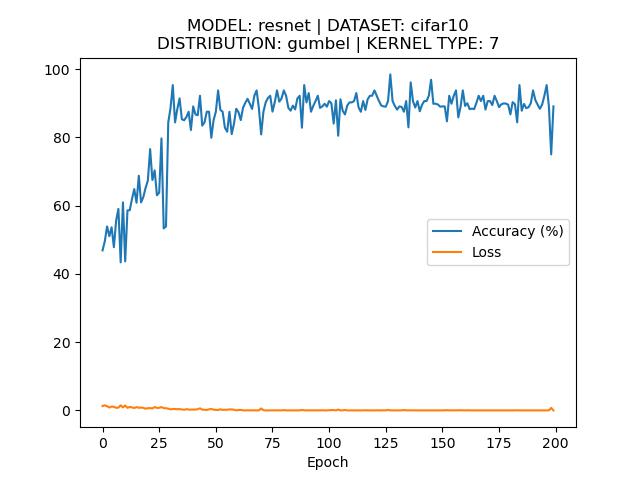 MODEL: resnet | DATASET: cifar10
DISTRIBUTION: gumbel | KERNEL TYPE: 7
100
80
60
40
20
0
Accuracy (%)
Loss
0 25 50 75 100 125 150 175 200
Epoch